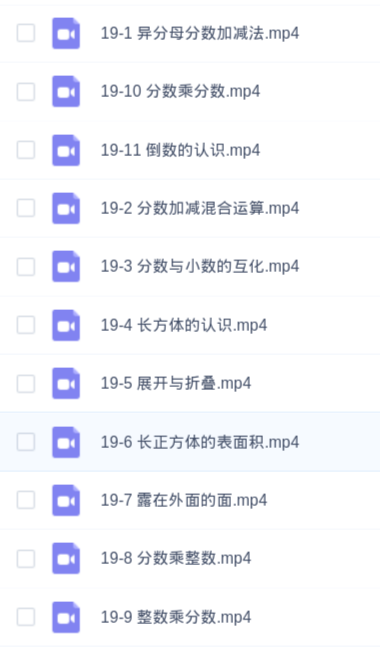 19-1 异分母分数加减法.mp4
19-10 分数乘分数.mp4
19-11 倒数的认识.mp4
19-2 分数加减混合运算.mp4
19-3 分数与小数的互化.mp4
19-4 长方体的认识.mp4
19-5 展开与折叠.mp4
19-6 长正方体的表面积.mp4
19-7 露在外面的面.mp4
19-8 分数乘整数.mp4
19-9 整数乘分数.mp4